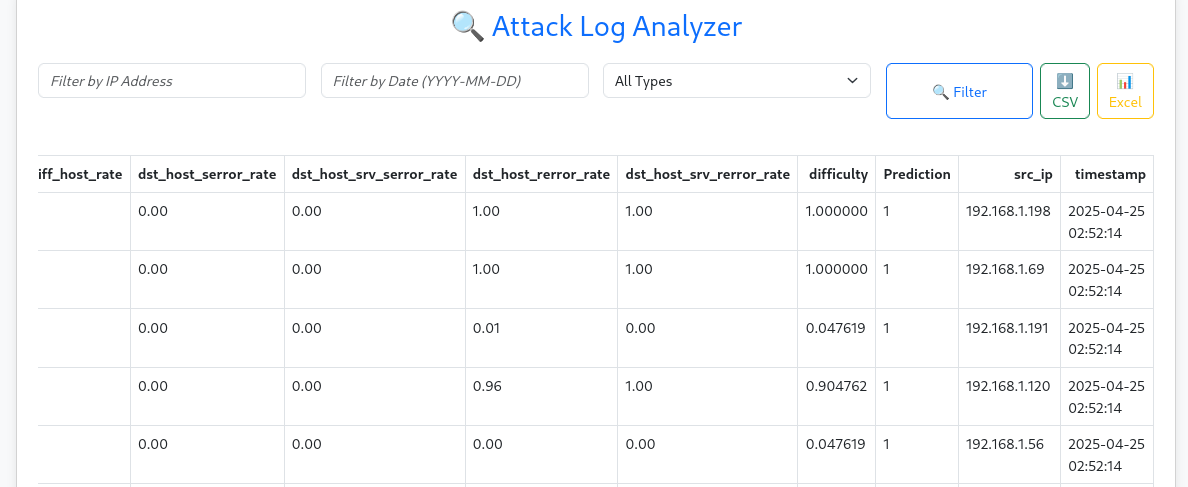 🔍 Attack Log Analyzer
Filter by IP Address Filter by Date (YYYY-MM-DD) All Types 🔍 Filter ⬇️ CSV 📊 Excel
iff_host_rate dst_host_serror_rate dst_host_srv_serror_rate dst_host_rerror_rate dst_host_srv_rerror_rate difficulty Prediction src_ip timestamp
0.00 0.00 1.00 1.00 1.000000 1 192.168.1.198 2025-04-25
02:52:14
0.00 0.00 1.00 1.00 1.000000 1 192.168.1.69 2025-04-25
02:52:14
0.00 0.00 0.01 0.00 0.047619 1 192.168.1.191 2025-04-25
02:52:14
0.00 0.00 0.96 1.00 0.904762 1 192.168.1.120 2025-04-25
02:52:14
0.00 0.00 0.00 0.00 0.047619 1 192.168.1.56 2025-04-25
02:52:14